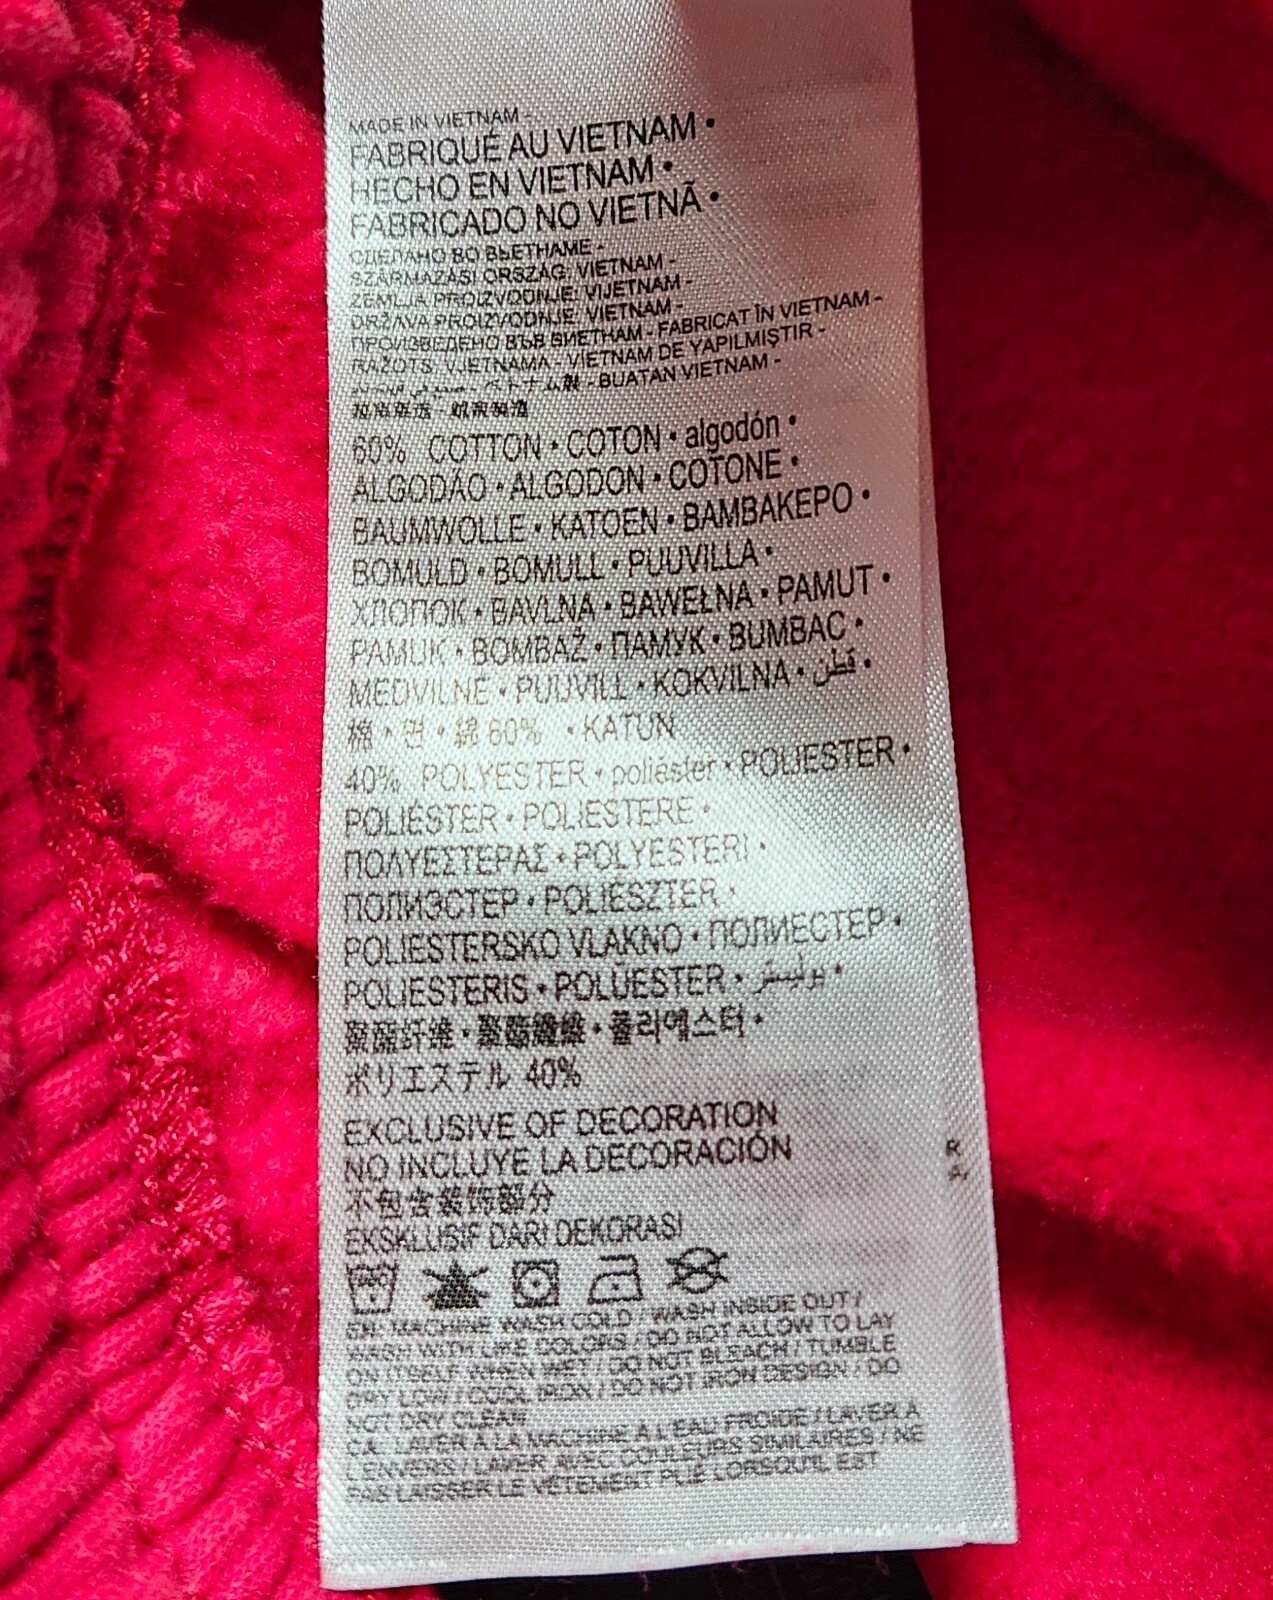 MADE IN VIETNAM -
FABRIQUÉ AU VIETNAM •
HECHO EN VIETNAM •
FABRICADO NO VIETNÃ •
СДЕЛАНО ВО ВЬЕТНАМЕ -
SZÁRMAZÁSI ORSZÁG: VIETNAM -
ZEMLJA PROIZVODNJE: VIJETNAM -
DRŽAVA PROIZVODNJE: VIETNAM -
ПРОИЗВЕДЕНО ВЪВ ВИЕТНАМ - FABRICAT ÎN VIETNAM -
RAŽOTS VJETNAMA - VİETNAM DE YAPILMIŞTIR -
ベトナム製 - BUATAN VIETNAM -
60% COTTON • COTON • algodón •
ALGODÃO • ALGODON • COTONE •
BAUMWOLLE • KATOEN • BAMBAKEPO •
BOMULD • BOMULL • PUUVILLA •
ХЛОПОК • BAVLNA • BAWEŁNA • PAMUT •
PAMUK • BOMBAŽ • ПАМУК • BUMBAC •
MEDVILNE • PUUVILL • KOKVILNA • قطن •
棉 • 면 • 綿 60% • KATUN
40% POLYESTER • poliéster • POLIESTER •
POLIÉSTER • POLIESTERE •
ΠΟΛΥΕΣΤΕΡΑΣ • POLYESTERI •
ПОЛИЭСТЕР • POLIÉSZTER •
POLIESTERSKO VLAKNO • ПОЛИЕСТЕР •
POLIESTERIS • POLÜESTER • بوليستر •
聚酯纤维 • 聚酯纖維 • 폴리에스터 •
ポリエステル 40%
EXCLUSIVE OF DECORATION
NO INCLUYE LA DECORACIÓN
不包含装饰部分
EKSKLUSIF DARI DEKORASI
EN: MACHINE WASH COLD / WASH INSIDE OUT /
WASH WITH LIKE COLORS / DO NOT ALLOW TO LAY
ON ITSELF WHEN WET / DO NOT BLEACH / TUMBLE
DRY LOW / COOL IRON / DO NOT IRON DESIGN / DO
NOT DRY CLEAN
CA: LAVER À LA MACHINE À L'EAU FROIDE / LAVER À
L'ENVERS / LAVER AVEC COULEURS SIMILAIRES / NE
PAS LAISSER LE VÊTEMENT PLIÉ LORSQU'IL EST